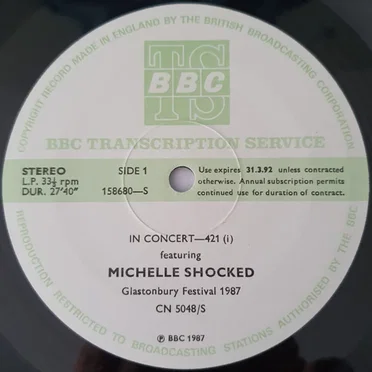 COPYRIGHT RECORD MADE IN ENGLAND BY THE BRITISH BROADCASTING CORPORATION
TS
BBC
BBC TRANSCRIPTION SERVICE
STEREO
L.P. 33⅓ rpm
DUR. 27'40"
SIDE 1
158680—S
Use expires 31.3.92 unless contracted
otherwise. Annual subscription permits
continued use for duration of contract.
IN CONCERT—421 (i)
featuring
MICHELLE SHOCKED
Glastonbury Festival 1987
CN 5048/S
℗ BBC 1987
REPRODUCTION RESTRICTED TO BROADCASTING STATIONS AUTHORISED BY THE BBC